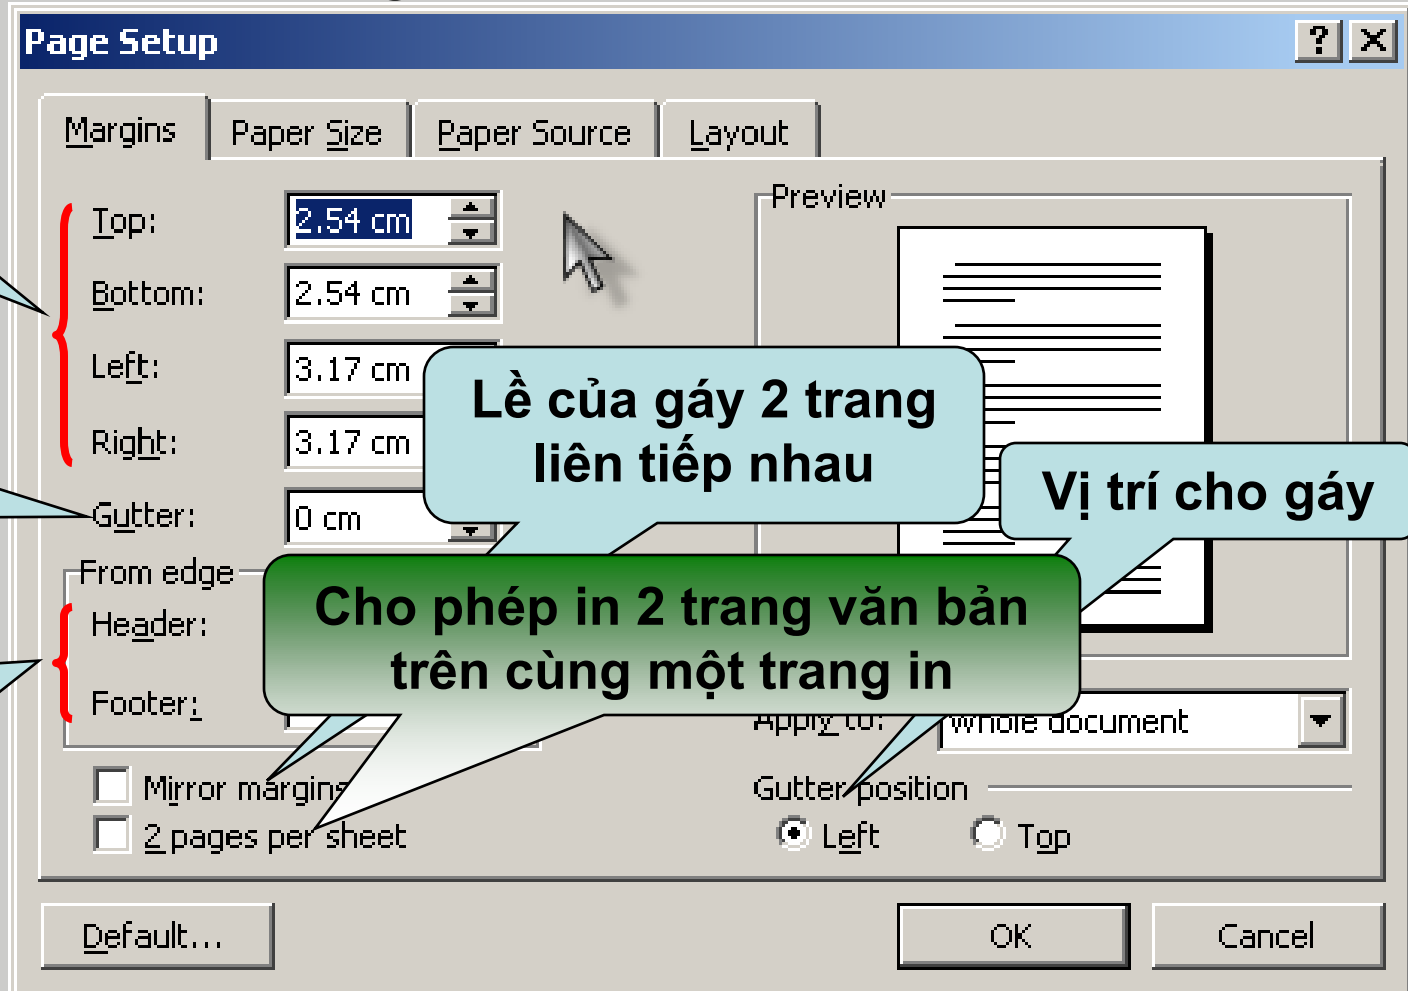 Page Setup
Margins Paper Size Paper Source Layout
Top: 2.54 cm
Bottom: 2.54 cm
Left: 3.17 cm
Right: 3.17 cm
Gutter: 0 cm
From edge
Header:
Footer:
Mirror margins
2 pages per sheet
Preview
Lề của gáy 2 trang
liên tiếp nhau
Vị trí cho gáy
Cho phép in 2 trang văn bản
trên cùng một trang in
Apply to: Whole document
Gutter position
Left Top
Default...
OK Cancel